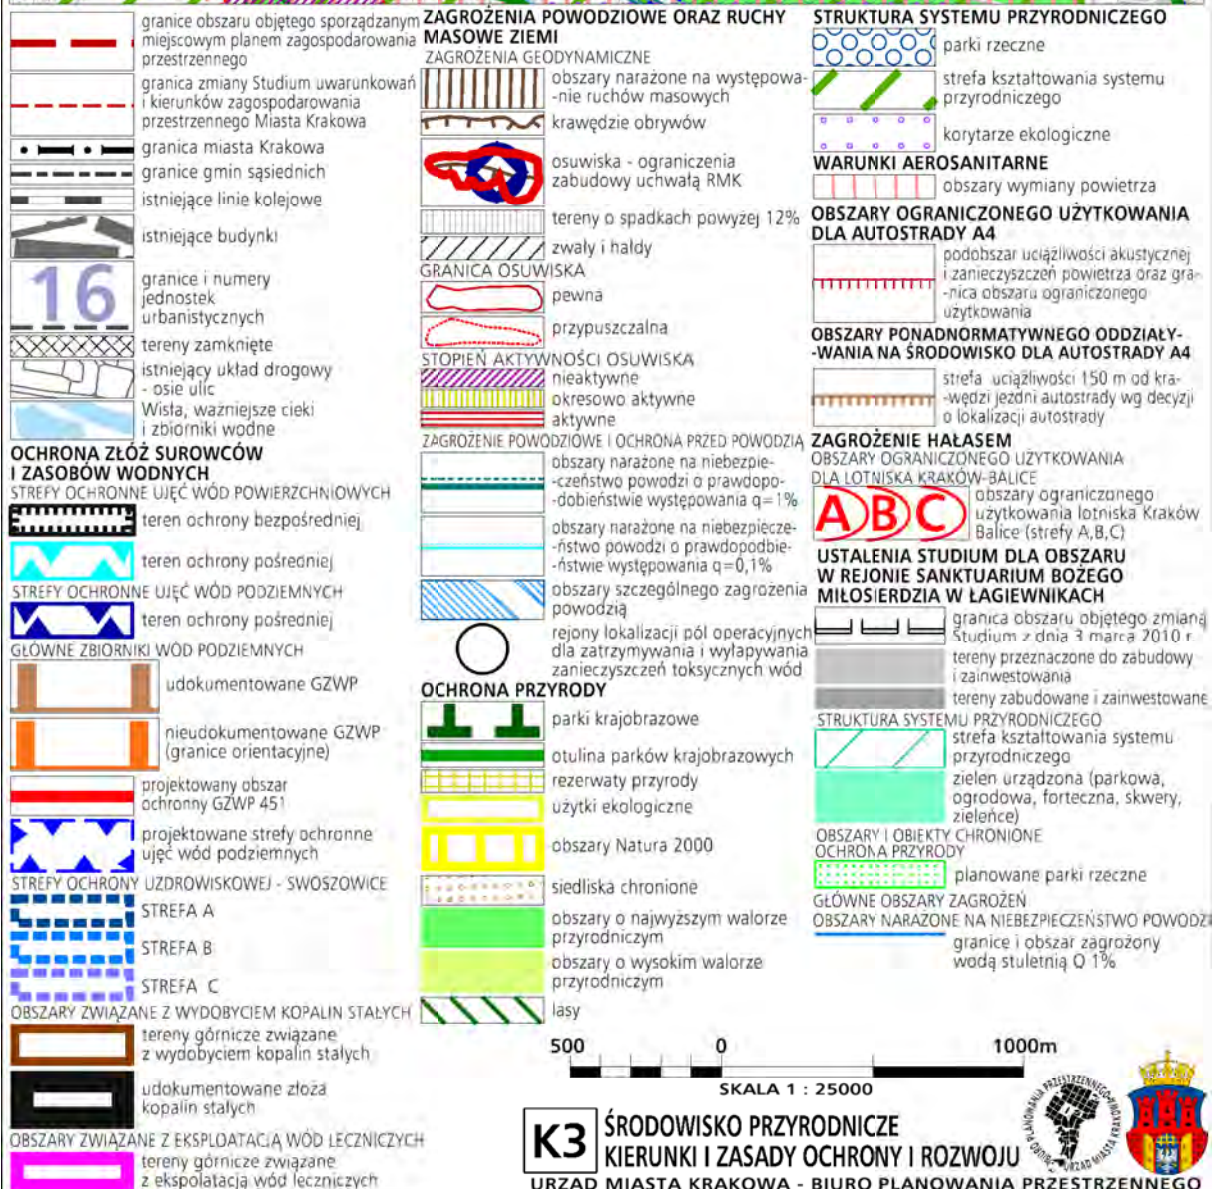 granice obszaru objętego sporządzanym
miejscowym planem zagospodarowania
przestrzennego
granica zmiany Studium uwarunkowań
i kierunków zagospodarowania
przestrzennego Miasta Krakowa
granica miasta Krakowa
granice gmin sąsiednich
istniejące linie kolejowe
istniejące budynki
16
granice i numery
jednostek
urbanistycznych
tereny zamknięte
istniejący układ drogowy
- osie ulic
Wisła, ważniejsze cieki
i zbiorniki wodne
OCHRONA ZŁÓŻ SUROWCÓW
I ZASOBÓW WODNYCH
STREFY OCHRONNE UJĘĆ WÓD POWIERZCHNIOWYCH
teren ochrony bezpośredniej
teren ochrony pośredniej
STREFY OCHRONNE UJĘĆ WÓD PODZIEMNYCH
teren ochrony pośredniej
GŁÓWNE ZBIORNIKI WÓD PODZIEMNYCH
udokumentowane GZWP
nieudokumentowane GZWP
(granice orientacyjne)
projektowany obszar
ochronny GZWP 451
projektowane strefy ochronne
ujęć wód podziemnych
STREFY OCHRONY UZDROWISKOWEJ - SWOSZOWICE
STREFA A
STREFA B
STREFA C
OBSZARY ZWIĄZANE Z WYDOBYCIEM KOPALIN STAŁYCH
tereny górnicze związane
z wydobyciem kopalin stałych
udokumentowane złoża
kopalin stałych
OBSZARY ZWIĄZANE Z EKSPLOATACJĄ WÓD LECZNICZYCH
tereny górnicze związane
z ekspolatacją wód leczniczych
ZAGROŻENIA POWODZIOWE ORAZ RUCHY
MASOWE ZIEMI
ZAGROŻENIA GEODYNAMICZNE
obszary narażone na występowa-
-nie ruchów masowych
krawędzie obrywów
osuwiska - ograniczenia
zabudowy uchwałą RMK
tereny o spadkach powyżej 12%
zwały i hałdy
GRANICA OSUWISKA
pewna
przypuszczalna
STOPIEŃ AKTYWNOŚCI OSUWISKA
nieaktywne
okresowo aktywne
aktywne
ZAGROŻENIE POWODZIOWE I OCHRONA PRZED POWODZIĄ
obszary narażone na niebezpie-
-czeństwo powodzi o prawdopo-
-dobieństwie występowania q=1%
obszary narażone na niebezpiecze-
-ństwo powodzi o prawdopodbie-
-ństwie występowania q=0,1%
obszary szczególnego zagrożenia
powodzią
rejony lokalizacji pól operacyjnych
dla zatrzymywania i wyłapywania
zanieczyszczeń toksycznych wód
OCHRONA PRZYRODY
parki krajobrazowe
otulina parków krajobrazowych
rezerwaty przyrody
użytki ekologiczne
obszary Natura 2000
siedliska chronione
obszary o najwyższym walorze
przyrodniczym
obszary o wysokim walorze
przyrodniczym
lasy
STRUKTURA SYSTEMU PRZYRODNICZEGO
parki rzeczne
strefa kształtowania systemu
przyrodniczego
korytarze ekologiczne
WARUNKI AEROSANITARNE
obszary wymiany powietrza
OBSZARY OGRANICZONEGO UŻYTKOWANIA
DLA AUTOSTRADY A4
podobszar uciążliwości akustycznej
i zanieczyszczeń powietrza oraz gra-
-nica obszaru ograniczonego
użytkowania
OBSZARY PONADNORMATYWNEGO ODDZIAŁY-
-WANIA NA ŚRODOWISKO DLA AUTOSTRADY A4
strefa uciążliwości 150 m od kra-
-wędzi jezdni autostrady wg decyzji
o lokalizacji autostrady
ZAGROŻENIE HAŁASEM
OBSZARY OGRANICZONEGO UŻYTKOWANIA
DLA LOTNISKA KRAKÓW-BALICE
A B C
obszary ograniczonego
użytkowania lotniska Kraków
Balice (strefy A,B,C)
USTALENIA STUDIUM DLA OBSZARU
W REJONIE SANKTUARIUM BOŻEGO
MIŁOSIERDZIA W ŁAGIEWNIKACH
granica obszaru objętego zmianą
Studium z dnia 3 marca 2010 r
tereny przeznaczone do zabudowy
i zainwestowania
tereny zabudowane i zainwestowane
STRUKTURA SYSTEMU PRZYRODNICZEGO
strefa kształtowania systemu
przyrodniczego
zieleń urządzona (parkowa,
ogrodowa, forteczna, skwery,
zieleńce)
OBSZARY I OBIEKTY CHRONIONE
OCHRONA PRZYRODY
planowane parki rzeczne
GŁÓWNE OBSZARY ZAGROŻEŃ
OBSZARY NARAŻONE NA NIEBEZPIECZEŃSTWO POWODZI
granice i obszar zagrożony
wodą stuletnią Q 1%
500 0 1000m
SKALA 1 : 25000
K3
ŚRODOWISKO PRZYRODNICZE
KIERUNKI I ZASADY OCHRONY I ROZWOJU
URZĄD MIASTA KRAKOWA - BIURO PLANOWANIA PRZESTRZENNEGO